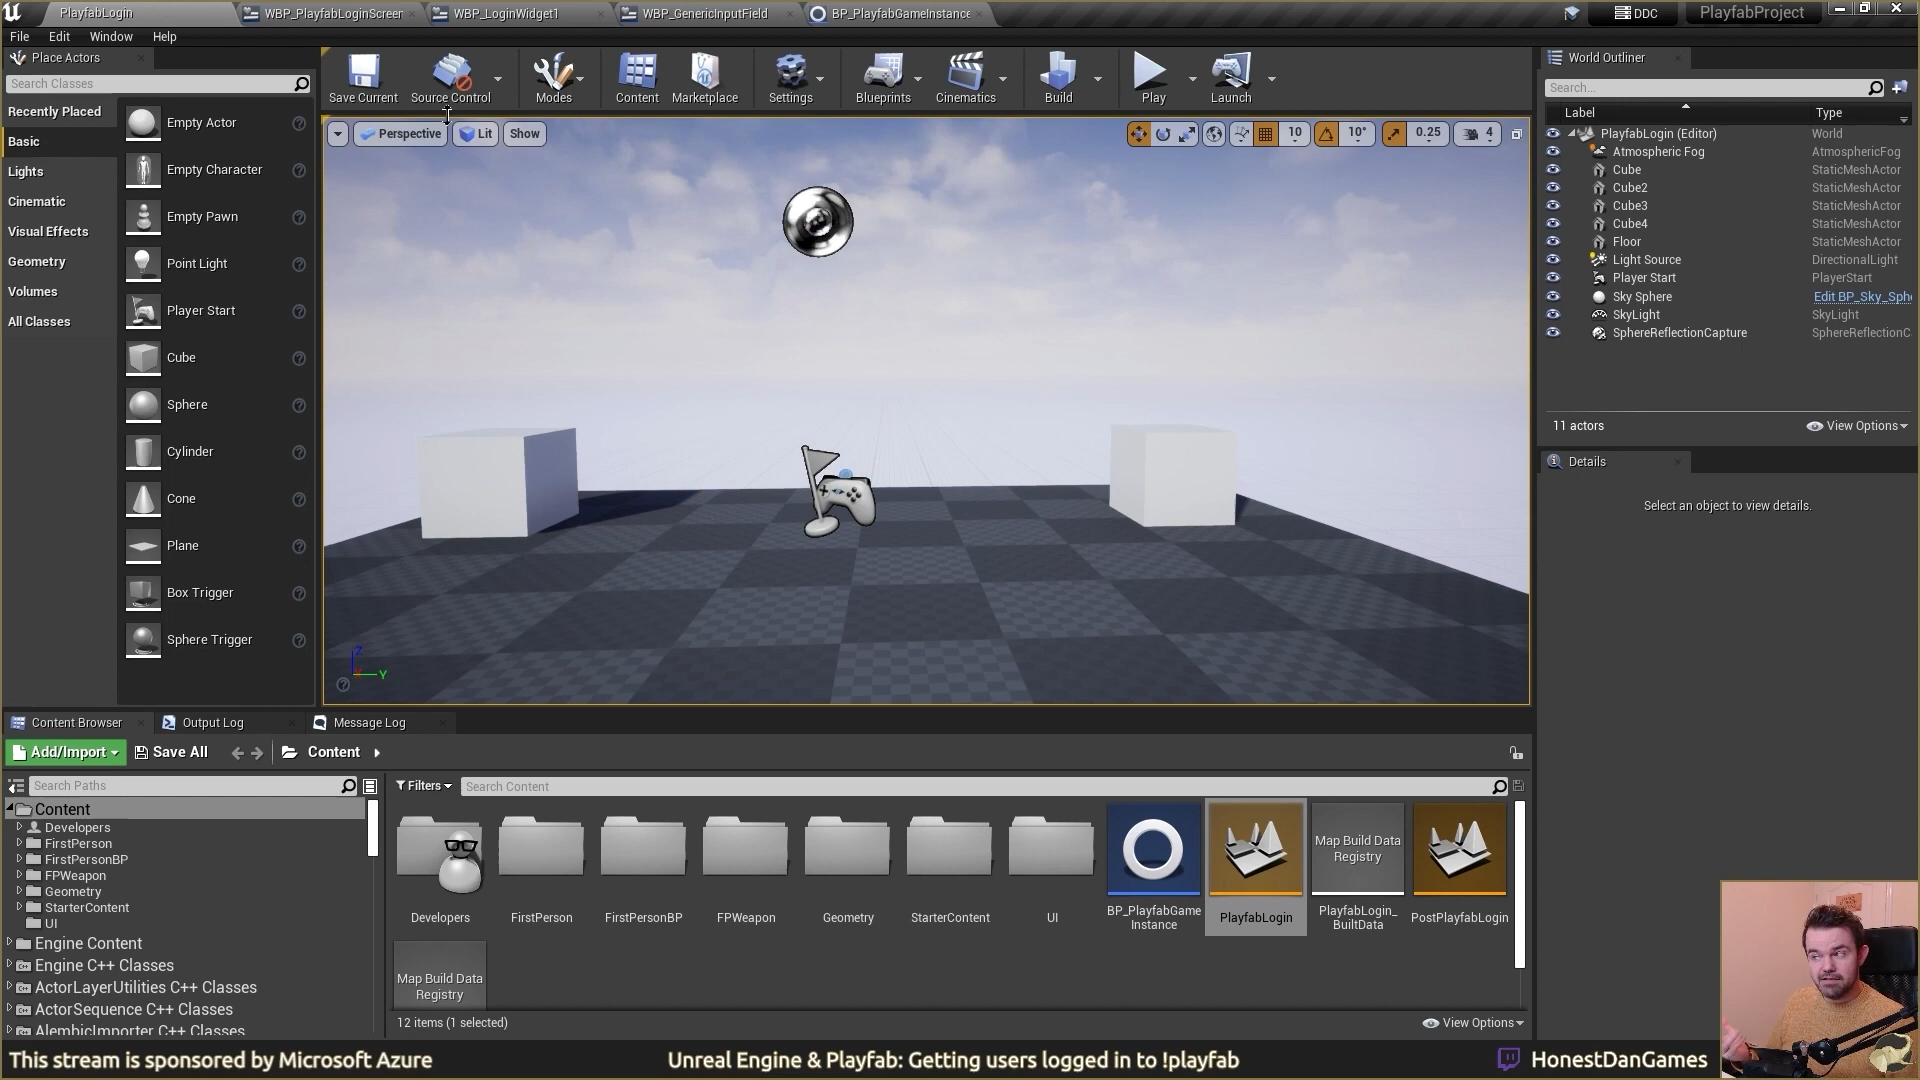 PlayfabLogin
WBP_PlayfabLoginScreen
WBP_LoginWidget1
WBP_GenericInputField
BP_PlayfabGameInstance
DDC
PlayfabProject
File
Edit
Window
Help
Place Actors
Search Classes
Recently Placed
Basic
Lights
Cinematic
Visual Effects
Geometry
Volumes
All Classes
Empty Actor
Empty Character
Empty Pawn
Point Light
Player Start
Cube
Sphere
Cylinder
Cone
Plane
Box Trigger
Sphere Trigger
Save Current
Source Control
Modes
Content
Marketplace
Settings
Blueprints
Cinematics
Build
Play
Launch
Perspective
Lit
Show
10
10°
0.25
4
Z
Y
World Outliner
Search...
Label
Type
PlayfabLogin (Editor)
World
Atmospheric Fog
AtmosphericFog
Cube
StaticMeshActor
Cube2
StaticMeshActor
Cube3
StaticMeshActor
Cube4
StaticMeshActor
Floor
StaticMeshActor
Light Source
DirectionalLight
Player Start
PlayerStart
Sky Sphere
Edit BP_Sky_Sph
SkyLight
SkyLight
SphereReflectionCapture
SphereReflectionC
11 actors
View Options
Details
Select an object to view details.
Content Browser
Output Log
Message Log
Add/Import
Save All
Content
Search Paths
Filters
Search Content
Content
Developers
FirstPerson
FirstPersonBP
FPWeapon
Geometry
StarterContent
UI
Engine Content
Engine C++ Classes
ActorLayerUtilities C++ Classes
ActorSequence C++ Classes
AlembicImporter C++ Classes
Developers
FirstPerson
FirstPersonBP
FPWeapon
Geometry
StarterContent
UI
BP_PlayfabGame
Instance
PlayfabLogin
Map Build Data
Registry
PlayfabLogin_
BuiltData
PostPlayfabLogin
Map Build Data
Registry
12 items (1 selected)
View Options
This stream is sponsored by Microsoft Azure
Unreal Engine & Playfab: Getting users logged in to !playfab
HonestDanGames